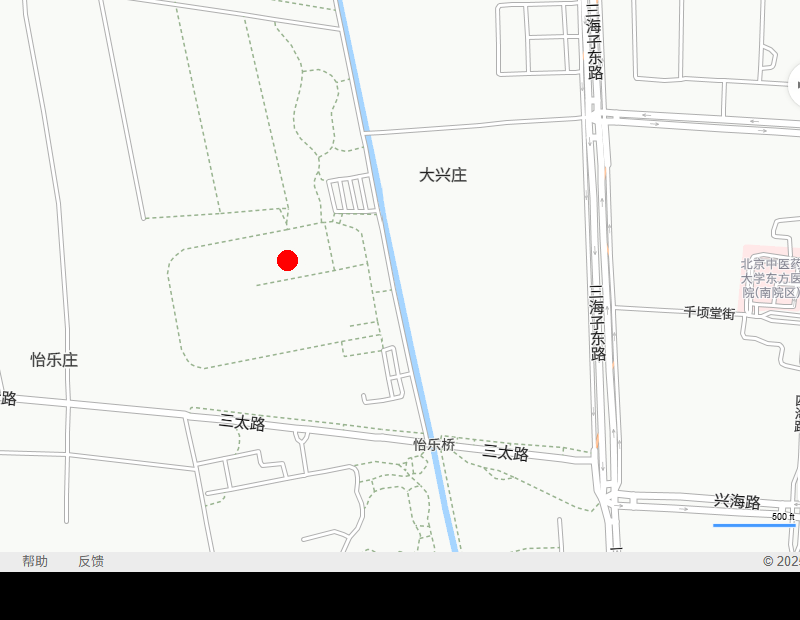 三海子东路
大兴庄
北京中医药
大学东方医
院(南院区)
三海子东路
千顷堂街
怡乐庄
路
三太路
怡乐桥
三太路
兴海路
500 ft
帮助
反馈